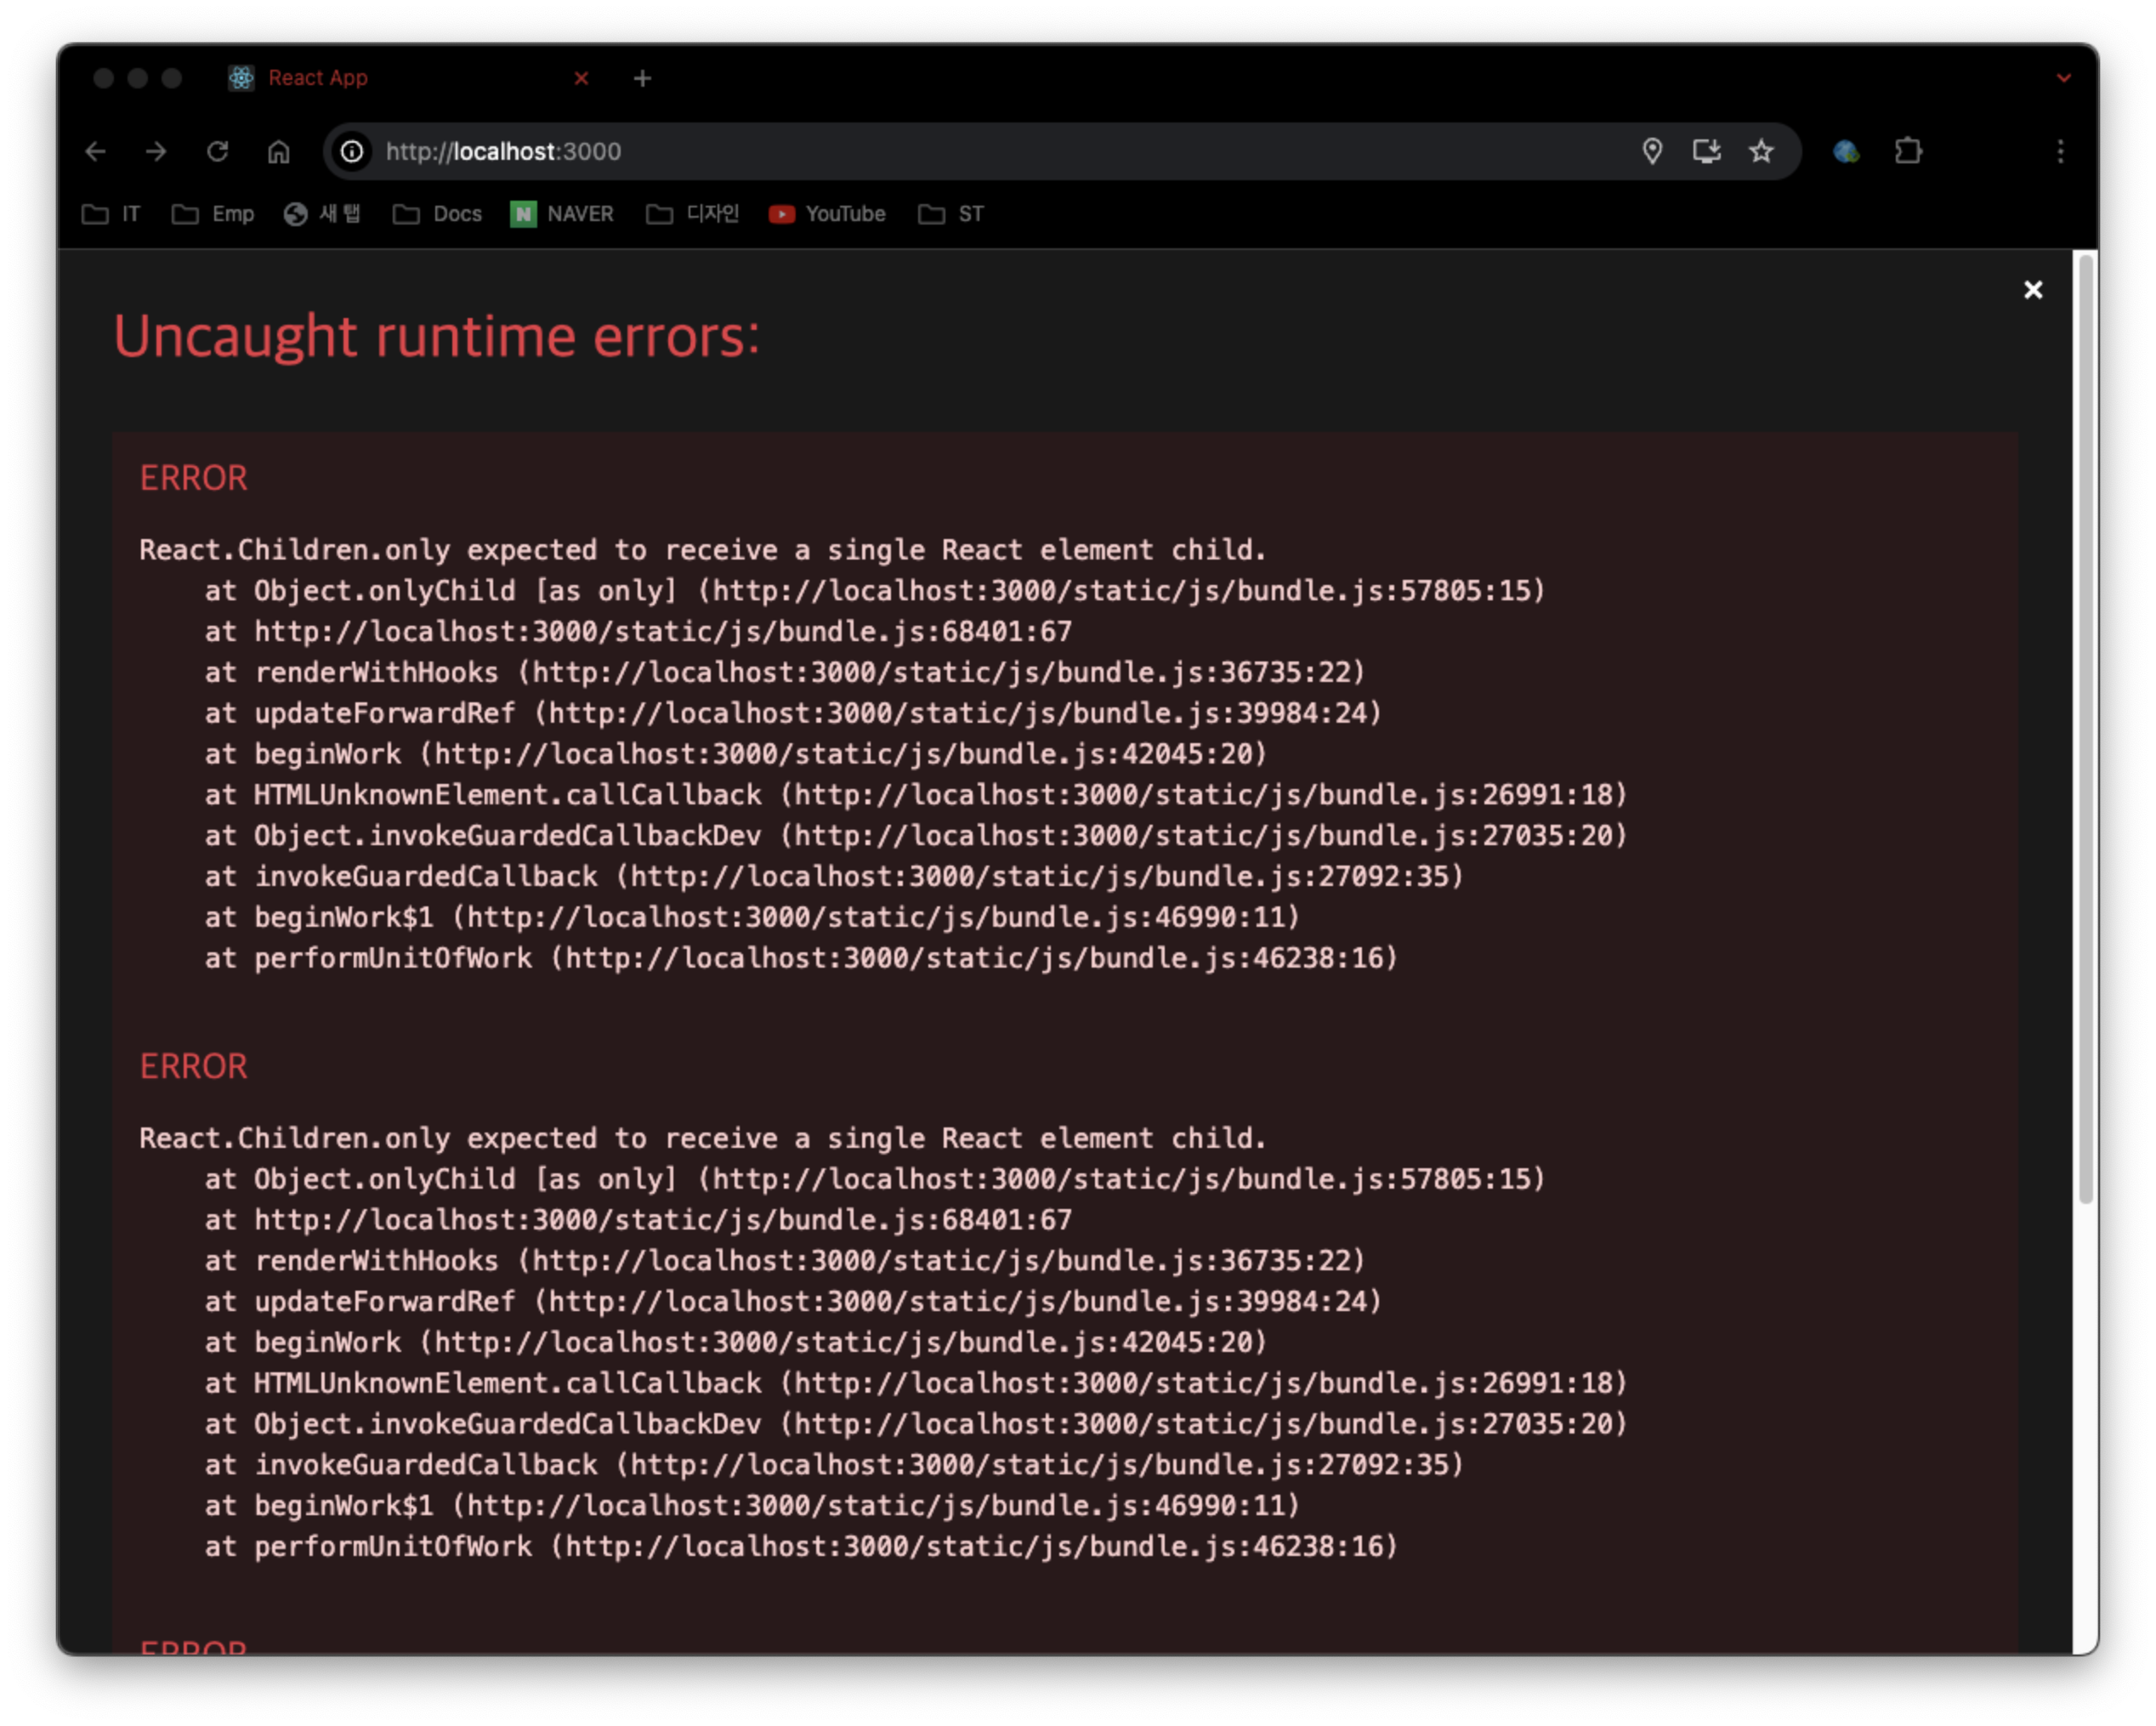 React App
http://localhost:3000
IT Emp 새 탭 Docs N NAVER 디자인 YouTube ST
Uncaught runtime errors:
ERROR
React.Children.only expected to receive a single React element child.
at Object.onlyChild [as only] (http://localhost:3000/static/js/bundle.js:57805:15)
at http://localhost:3000/static/js/bundle.js:68401:67
at renderWithHooks (http://localhost:3000/static/js/bundle.js:36735:22)
at updateForwardRef (http://localhost:3000/static/js/bundle.js:39984:24)
at beginWork (http://localhost:3000/static/js/bundle.js:42045:20)
at HTMLUnknownElement.callCallback (http://localhost:3000/static/js/bundle.js:26991:18)
at Object.invokeGuardedCallbackDev (http://localhost:3000/static/js/bundle.js:27035:20)
at invokeGuardedCallback (http://localhost:3000/static/js/bundle.js:27092:35)
at beginWork$1 (http://localhost:3000/static/js/bundle.js:46990:11)
at performUnitOfWork (http://localhost:3000/static/js/bundle.js:46238:16)
ERROR
React.Children.only expected to receive a single React element child.
at Object.onlyChild [as only] (http://localhost:3000/static/js/bundle.js:57805:15)
at http://localhost:3000/static/js/bundle.js:68401:67
at renderWithHooks (http://localhost:3000/static/js/bundle.js:36735:22)
at updateForwardRef (http://localhost:3000/static/js/bundle.js:39984:24)
at beginWork (http://localhost:3000/static/js/bundle.js:42045:20)
at HTMLUnknownElement.callCallback (http://localhost:3000/static/js/bundle.js:26991:18)
at Object.invokeGuardedCallbackDev (http://localhost:3000/static/js/bundle.js:27035:20)
at invokeGuardedCallback (http://localhost:3000/static/js/bundle.js:27092:35)
at beginWork$1 (http://localhost:3000/static/js/bundle.js:46990:11)
at performUnitOfWork (http://localhost:3000/static/js/bundle.js:46238:16)
ERROR